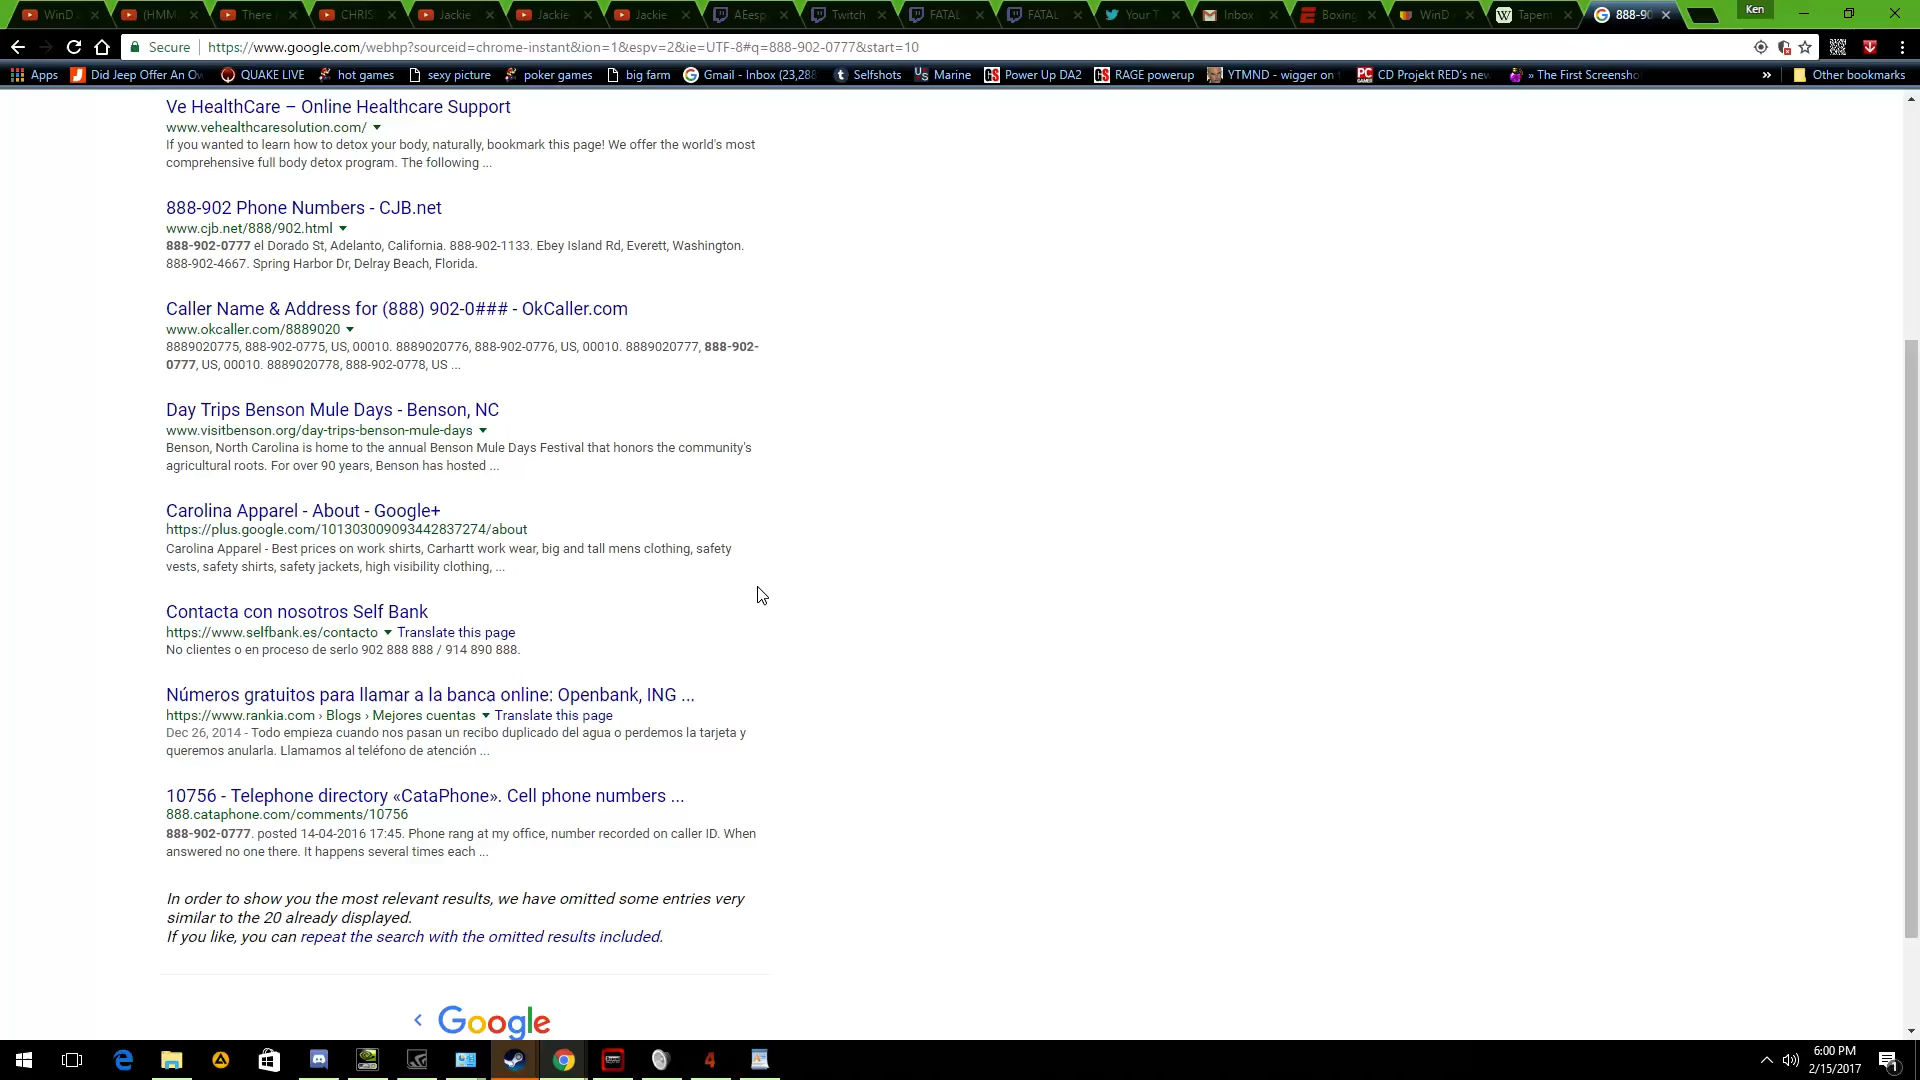 WinD
(HMM
There
CHRIS
Jackie
Jackie
Jackie
AEesp
Twitch
FATAL
FATAL
Your T
Inbox
Boxing
WinD
Tapen
888-90
Ken
Secure
https://www.google.com/webhp?sourceid=chrome-instant&ion=1&espv=2&ie=UTF-8#q=888-902-0777&start=10
Apps
Did Jeep Offer An Ow
QUAKE LIVE
hot games
sexy picture
poker games
big farm
Gmail - Inbox (23,288
Selfshots
Marine
Power Up DA2
RAGE powerup
YTMND - wigger on
CD Projekt RED's new
» The First Screensho
»
Other bookmarks
Ve HealthCare – Online Healthcare Support
www.vehealthcaresolution.com/
If you wanted to learn how to detox your body, naturally, bookmark this page! We offer the world's most
comprehensive full body detox program. The following ...
888-902 Phone Numbers - CJB.net
www.cjb.net/888/902.html
888-902-0777 el Dorado St, Adelanto, California. 888-902-1133. Ebey Island Rd, Everett, Washington.
888-902-4667. Spring Harbor Dr, Delray Beach, Florida.
Caller Name & Address for (888) 902-0### - OkCaller.com
www.okcaller.com/8889020
8889020775, 888-902-0775, US, 00010. 8889020776, 888-902-0776, US, 00010. 8889020777, 888-902-
0777, US, 00010. 8889020778, 888-902-0778, US ...
Day Trips Benson Mule Days - Benson, NC
www.visitbenson.org/day-trips-benson-mule-days
Benson, North Carolina is home to the annual Benson Mule Days Festival that honors the community's
agricultural roots. For over 90 years, Benson has hosted ...
Carolina Apparel - About - Google+
https://plus.google.com/101303009093442837274/about
Carolina Apparel - Best prices on work shirts, Carhartt work wear, big and tall mens clothing, safety
vests, safety shirts, safety jackets, high visibility clothing, ...
Contacta con nosotros Self Bank
https://www.selfbank.es/contacto Translate this page
No clientes o en proceso de serlo 902 888 888 / 914 890 888.
Números gratuitos para llamar a la banca online: Openbank, ING ...
https://www.rankia.com › Blogs › Mejores cuentas Translate this page
Dec 26, 2014 - Todo empieza cuando nos pasan un recibo duplicado del agua o perdemos la tarjeta y
queremos anularla. Llamamos al teléfono de atención ...
10756 - Telephone directory «CataPhone». Cell phone numbers ...
888.cataphone.com/comments/10756
888-902-0777. posted 14-04-2016 17:45. Phone rang at my office, number recorded on caller ID. When
answered no one there. It happens several times each ...
In order to show you the most relevant results, we have omitted some entries very
similar to the 20 already displayed.
If you like, you can repeat the search with the omitted results included.
Google
6:00 PM
2/15/2017